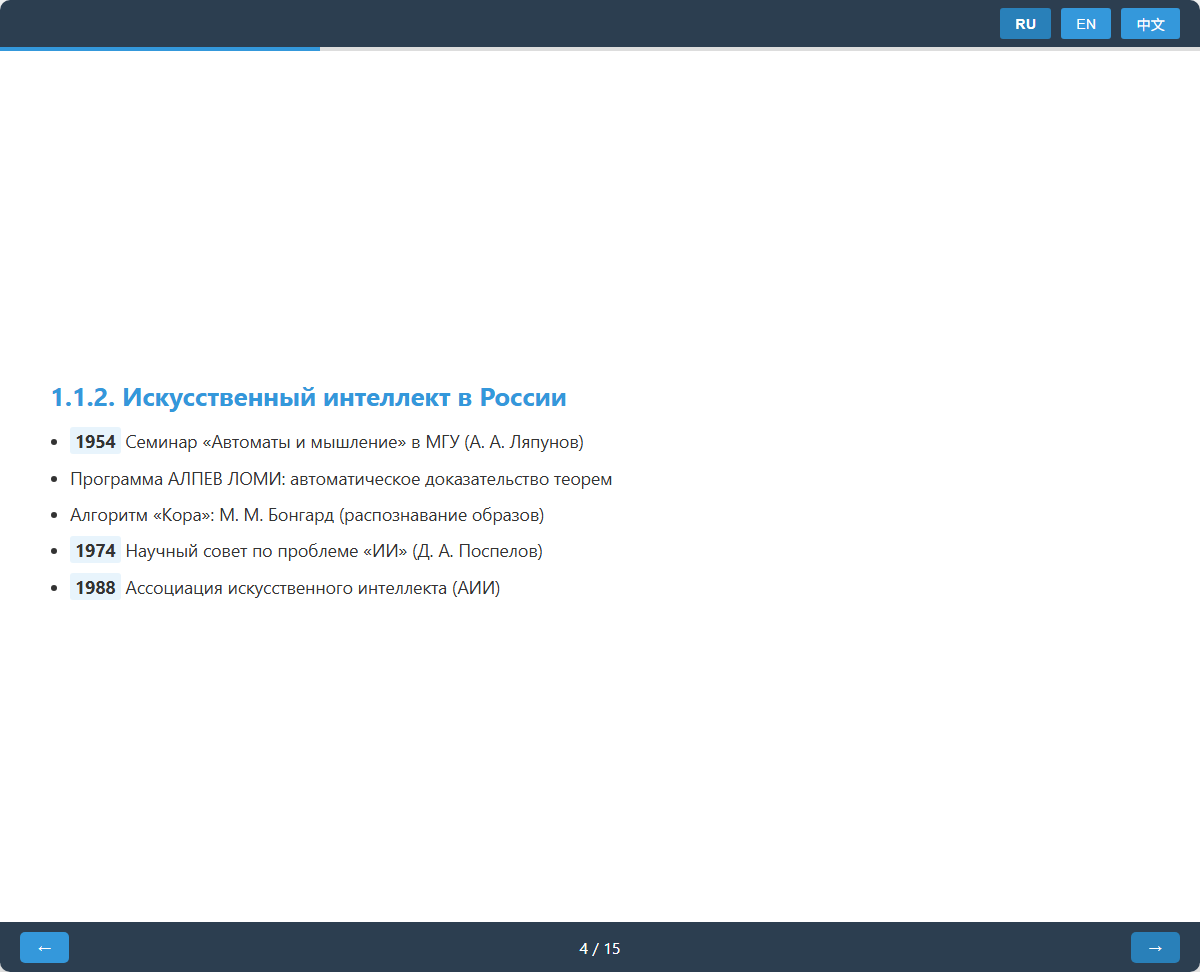 RU EN 中文
1.1.2. Искусственный интеллект в России
• 1954 Семинар «Автоматы и мышление» в МГУ (А. А. Ляпунов)
• Программа АЛПЕВ ЛОМИ: автоматическое доказательство теорем
• Алгоритм «Кора»: М. М. Бонгард (распознавание образов)
• 1974 Научный совет по проблеме «ИИ» (Д. А. Поспелов)
• 1988 Ассоциация искусственного интеллекта (АИИ)
← 4 / 15 →